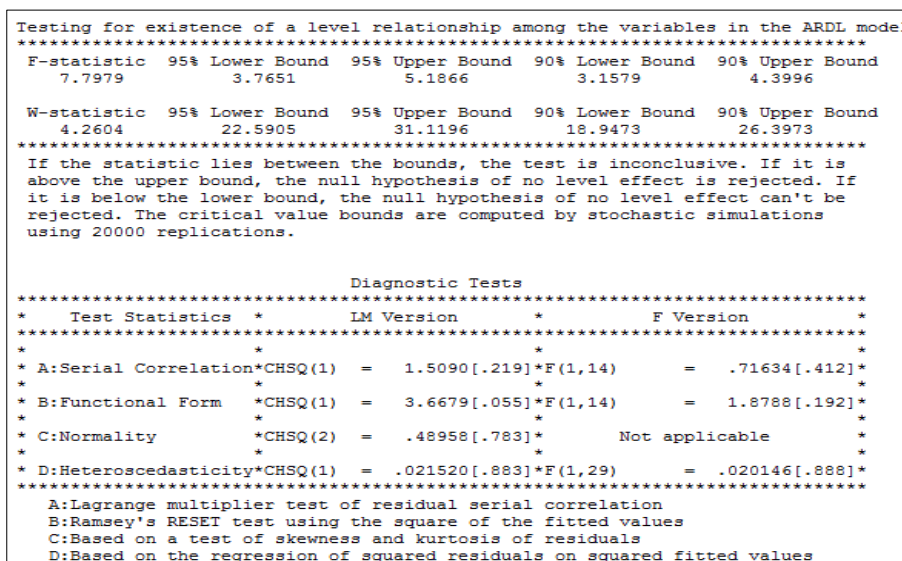 Testing for existence of a level relationship among the variables in the ARDL model
*******************************************************************************
F-statistic 95% Lower Bound 95% Upper Bound 90% Lower Bound 90% Upper Bound
7.7979 3.7651 5.1866 3.1579 4.3996
W-statistic 95% Lower Bound 95% Upper Bound 90% Lower Bound 90% Upper Bound
4.2604 22.5905 31.1196 18.9473 26.3973
*******************************************************************************
If the statistic lies between the bounds, the test is inconclusive. If it is
above the upper bound, the null hypothesis of no level effect is rejected. If
it is below the lower bound, the null hypothesis of no level effect can't be
rejected. The critical value bounds are computed by stochastic simulations
using 20000 replications.
Diagnostic Tests
*******************************************************************************
* Test Statistics * LM Version * F Version *
*******************************************************************************
* * * *
* A:Serial Correlation*CHSQ(1) = 1.5090[.219]*F(1,14) = .71634[.412]*
* * * *
* B:Functional Form *CHSQ(1) = 3.6679[.055]*F(1,14) = 1.8788[.192]*
* * * *
* C:Normality *CHSQ(2) = .48958[.783]* Not applicable *
* * * *
* D:Heteroscedasticity*CHSQ(1) = .021520[.883]*F(1,29) = .020146[.888]*
*******************************************************************************
A:Lagrange multiplier test of residual serial correlation
B:Ramsey's RESET test using the square of the fitted values
C:Based on a test of skewness and kurtosis of residuals
D:Based on the regression of squared residuals on squared fitted values